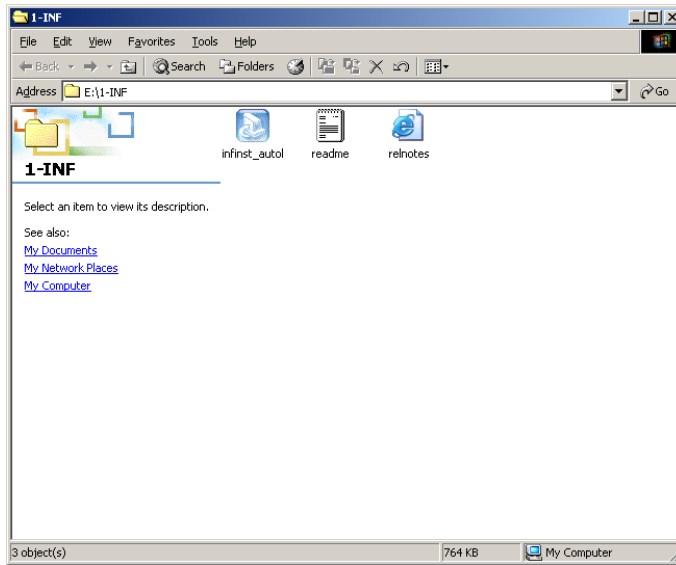 1-INF
File Edit View Favorites Tools Help
Back Search Folders
Address E:\1-INF Go
infinst_autol readme relnotes
1-INF
Select an item to view its description.
See also:
My Documents
My Network Places
My Computer
3 object(s) 764 KB My Computer